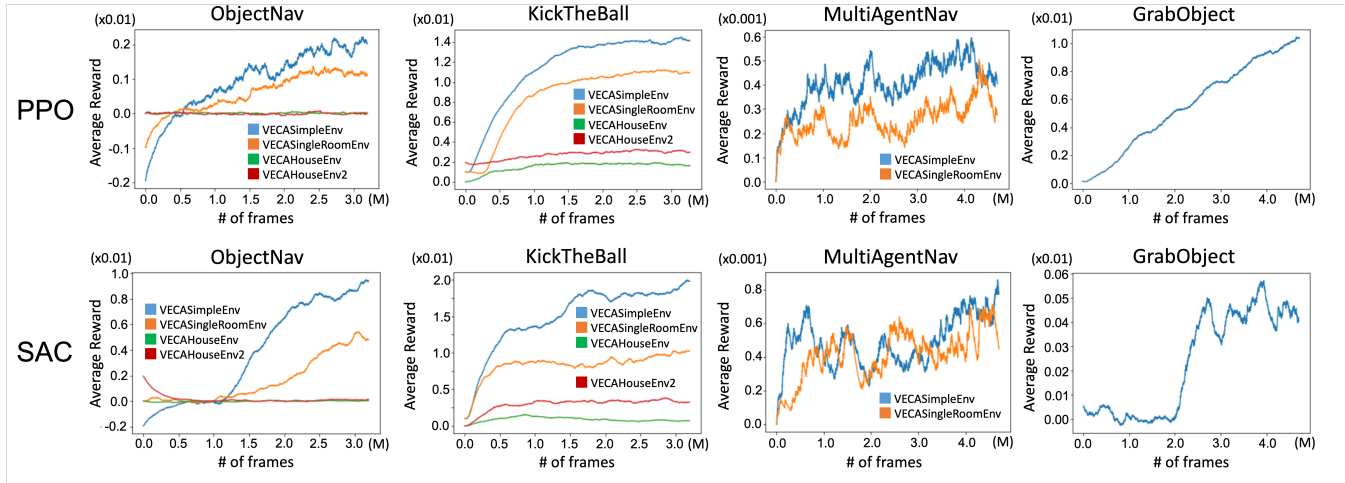 ObjectNav
KickTheBall
MultiAgentNav
GrabObject
(x0.01)
(x0.01)
(x0.001)
(x0.01)
PPO
Average Reward
0.2
0.1
0.0
-0.1
-0.2
VECASimpleEnv
VECASingleRoomEnv
VECAHouseEnv
VECAHouseEnv2
0.0 0.5 1.0 1.5 2.0 2.5 3.0 (M)
# of frames
Average Reward
1.4
1.2
1.0
0.8
0.6
0.4
0.2
0.0
VECASimpleEnv
VECASingleRoomEnv
VECAHouseEnv
VECAHouseEnv2
0.0 0.5 1.0 1.5 2.0 2.5 3.0 (M)
# of frames
Average Reward
0.6
0.5
0.4
0.3
0.2
0.1
0.0
VECASimpleEnv
VECASingleRoomEnv
0.0 1.0 2.0 3.0 4.0 (M)
# of frames
Average Reward
1.0
0.8
0.6
0.4
0.2
0.0
0.0 1.0 2.0 3.0 4.0 (M)
# of frames
ObjectNav
KickTheBall
MultiAgentNav
GrabObject
(x0.01)
(x0.01)
(x0.001)
(x0.01)
SAC
Average Reward
1.0
0.8
0.6
0.4
0.2
0.0
-0.2
VECASimpleEnv
VECASingleRoomEnv
VECAHouseEnv
VECAHouseEnv2
0.0 0.5 1.0 1.5 2.0 2.5 3.0 (M)
# of frames
Average Reward
2.0
1.5
1.0
0.5
0.0
VECASimpleEnv
VECASingleRoomEnv
VECAHouseEnv
VECAHouseEnv2
0.0 0.5 1.0 1.5 2.0 2.5 3.0 (M)
# of frames
Average Reward
0.8
0.6
0.4
0.2
0.0
VECASimpleEnv
VECASingleRoomEnv
0.0 1.0 2.0 3.0 4.0 (M)
# of frames
Average Reward
0.06
0.05
0.04
0.03
0.02
0.01
0.00
0.0 1.0 2.0 3.0 4.0 (M)
# of frames